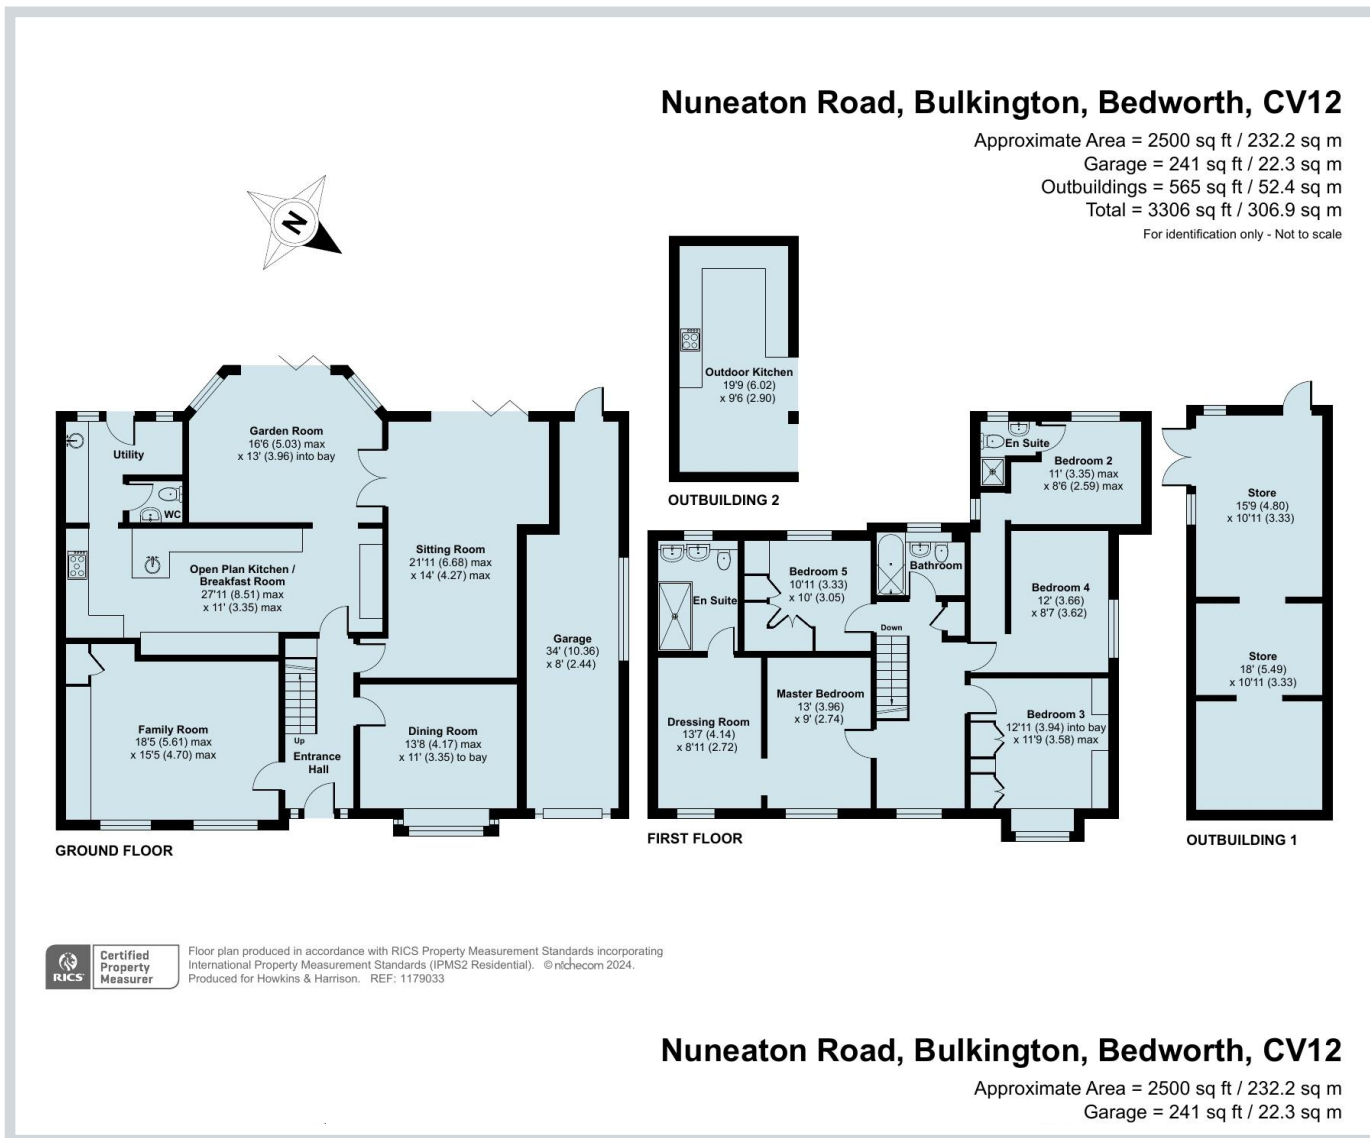 Nuneaton Road, Bulkington, Bedworth, CV12
Approximate Area = 2500 sq ft / 232.2 sq m
Garage = 241 sq ft / 22.3 sq m
Outbuildings = 565 sq ft / 52.4 sq m
Total = 3306 sq ft / 306.9 sq m
For identification only - Not to scale
N
Outdoor Kitchen
19'9 (6.02)
x 9'6 (2.90)
OUTBUILDING 2
Garden Room
16'6 (5.03) max
x 13' (3.96) into bay
Utility
WC
Open Plan Kitchen /
Breakfast Room
27'11 (8.51) max
x 11' (3.35) max
Sitting Room
21'11 (6.68) max
x 14' (4.27) max
Garage
34' (10.36)
x 8' (2.44)
Family Room
18'5 (5.61) max
x 15'5 (4.70) max
Up
Entrance
Hall
Dining Room
13'8 (4.17) max
x 11' (3.35) to bay
GROUND FLOOR
En Suite
Bedroom 2
11' (3.35) max
x 8'6 (2.59) max
En Suite
Bedroom 5
10'11 (3.33)
x 10' (3.05)
Bathroom
Bedroom 4
12' (3.66)
x 8'7 (3.62)
Down
Dressing Room
13'7 (4.14)
x 8'11 (2.72)
Master Bedroom
13' (3.96)
x 9' (2.74)
Bedroom 3
12'11 (3.94) into bay
x 11'9 (3.58) max
FIRST FLOOR
Store
15'9 (4.80)
x 10'11 (3.33)
Store
18' (5.49)
x 10'11 (3.33)
OUTBUILDING 1
RICS
Certified
Property
Measurer
Floor plan produced in accordance with RICS Property Measurement Standards incorporating
International Property Measurement Standards (IPMS2 Residential). © nichecom 2024.
Produced for Howkins & Harrison. REF: 1179033
Nuneaton Road, Bulkington, Bedworth, CV12
Approximate Area = 2500 sq ft / 232.2 sq m
Garage = 241 sq ft / 22.3 sq m